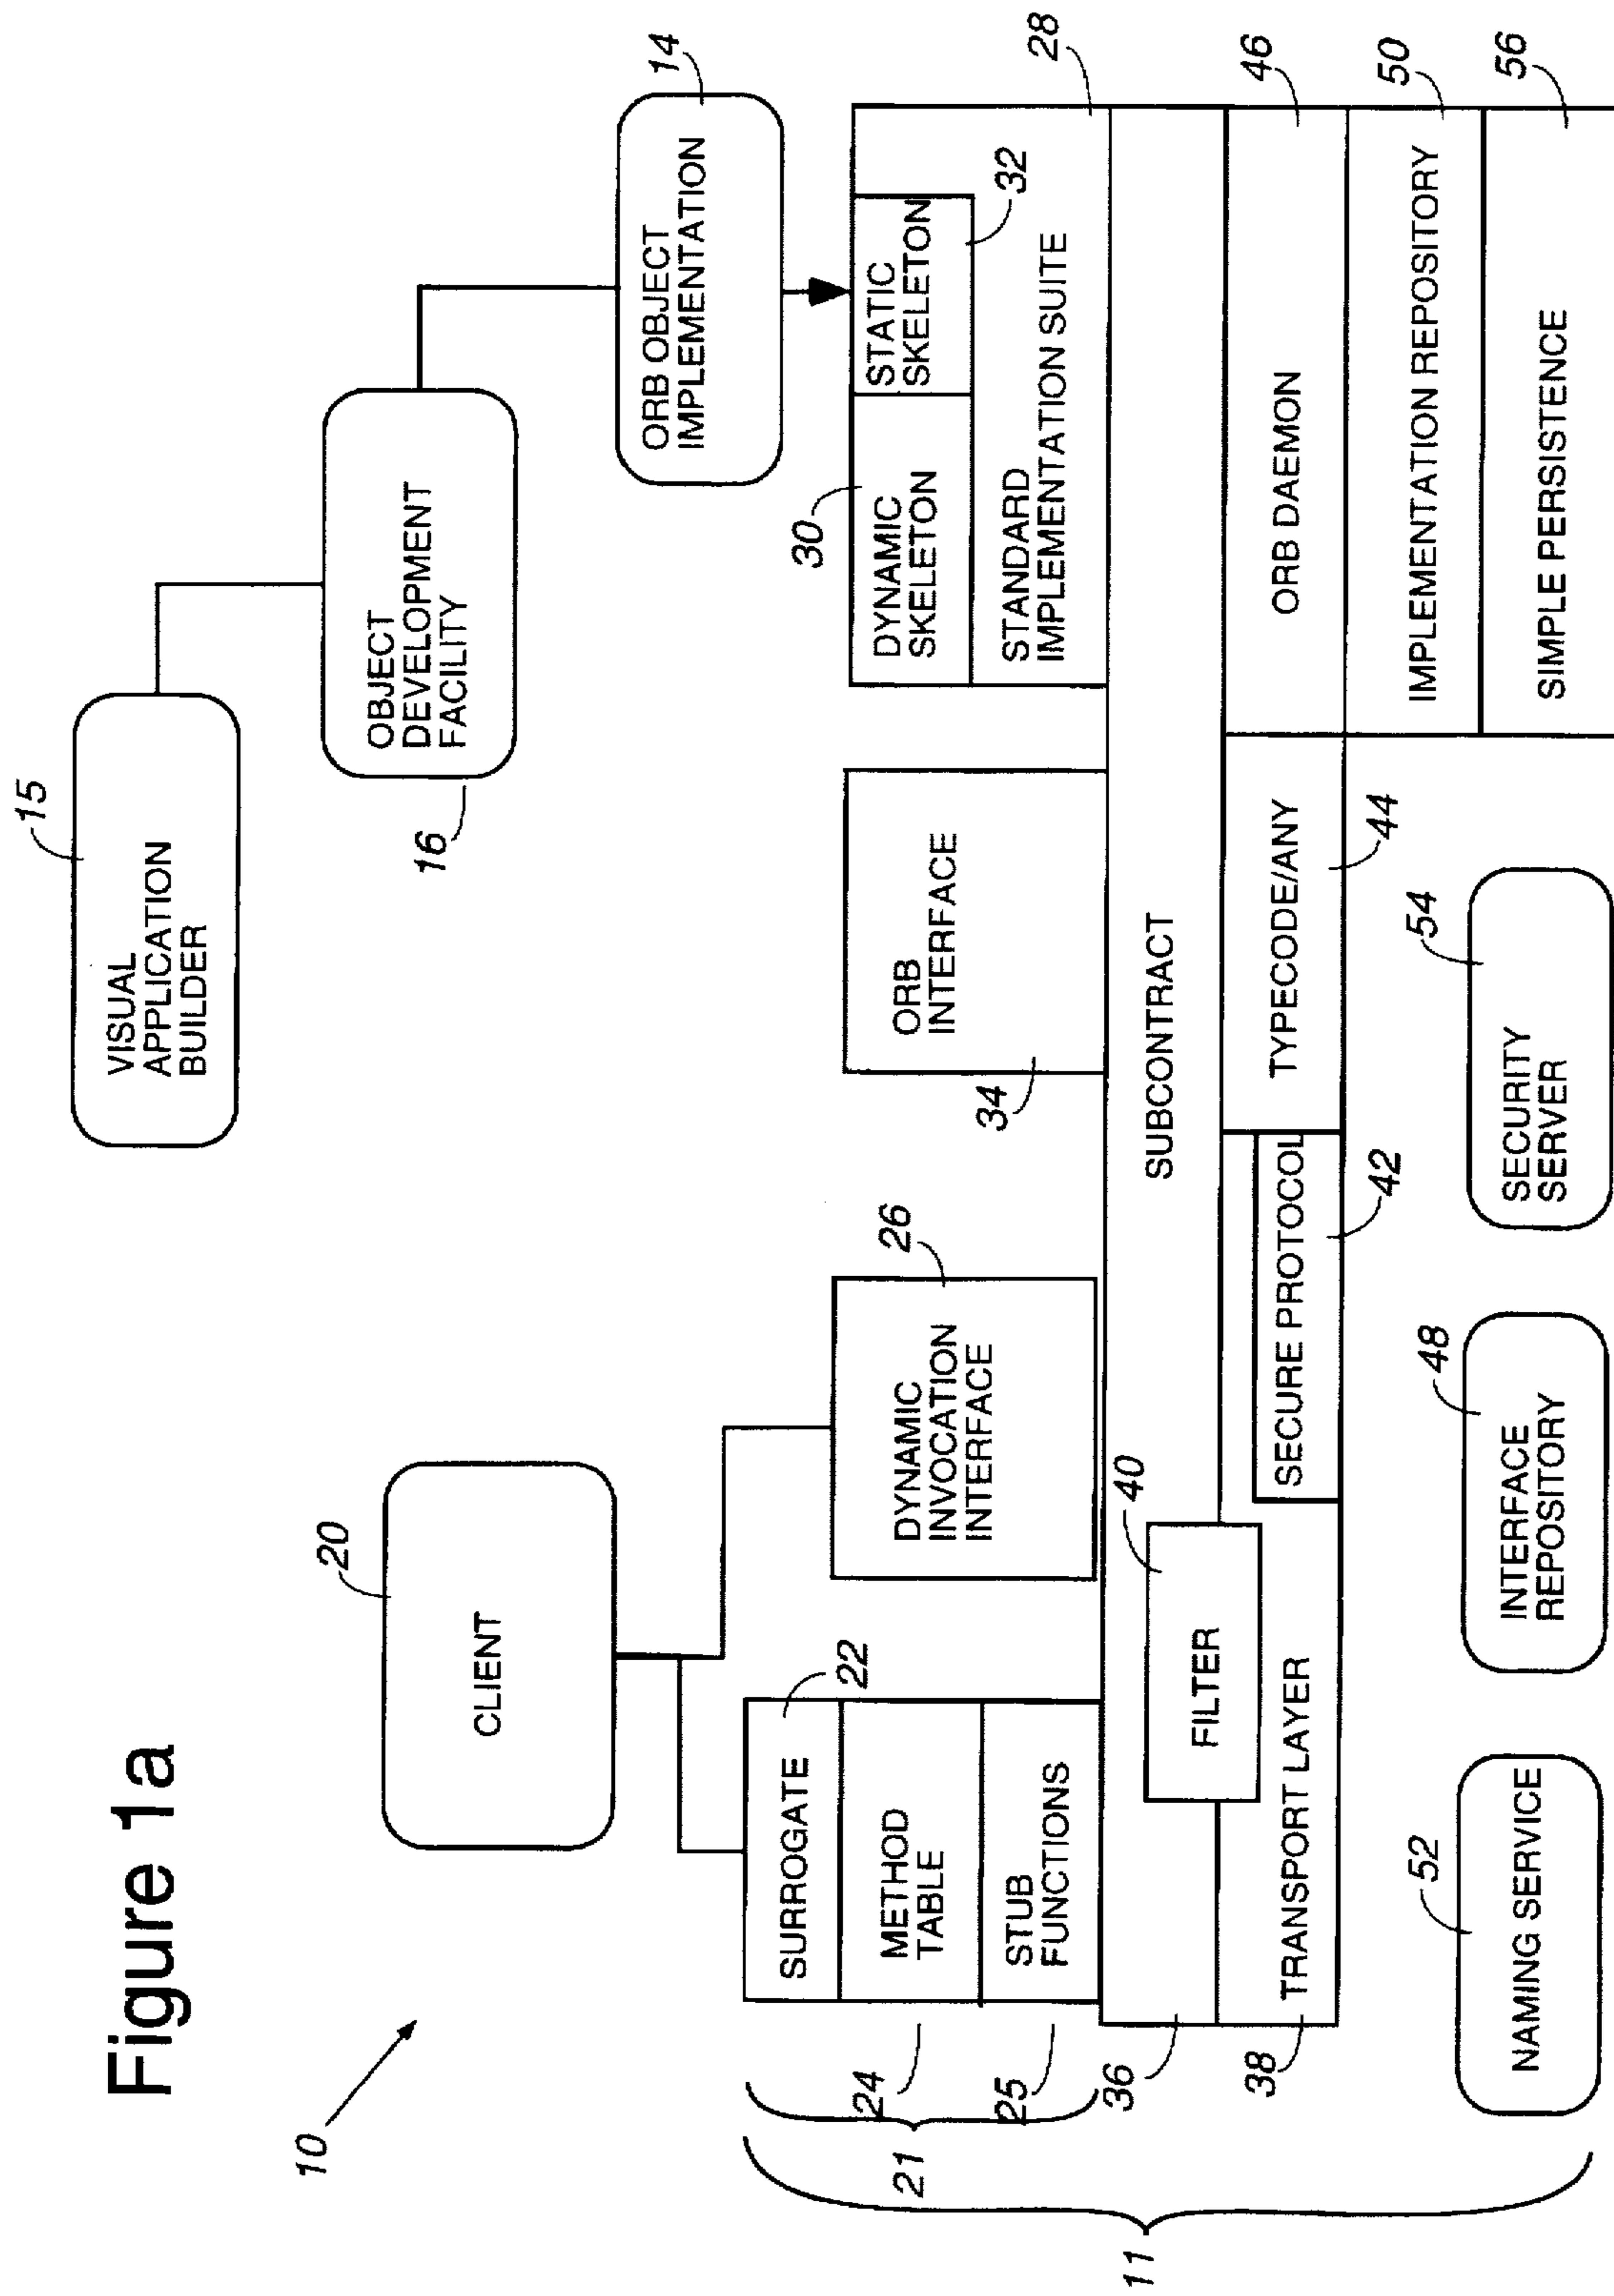 Figure 1a
10
15
VISUAL
APPLICATION
BUILDER
20
CLIENT
16
OBJECT
DEVELOPMENT
FACILITY
14
ORB OBJECT
IMPLEMENTATION
22
SURROGATE
METHOD
TABLE
STUB
FUNCTIONS
24
25
21
11
26
DYNAMIC
INVOCATION
INTERFACE
ORB
INTERFACE
34
30
DYNAMIC
SKELETON
STATIC
SKELETON
32
STANDARD
IMPLEMENTATION SUITE
28
36
SUBCONTRACT
40
FILTER
38
TRANSPORT LAYER
SECURE PROTOCOL
42
TYPECODE/ANY
44
ORB DAEMON
46
IMPLEMENTATION REPOSITORY
50
SIMPLE PERSISTENCE
56
52
NAMING SERVICE
48
INTERFACE
REPOSITORY
54
SECURITY
SERVER